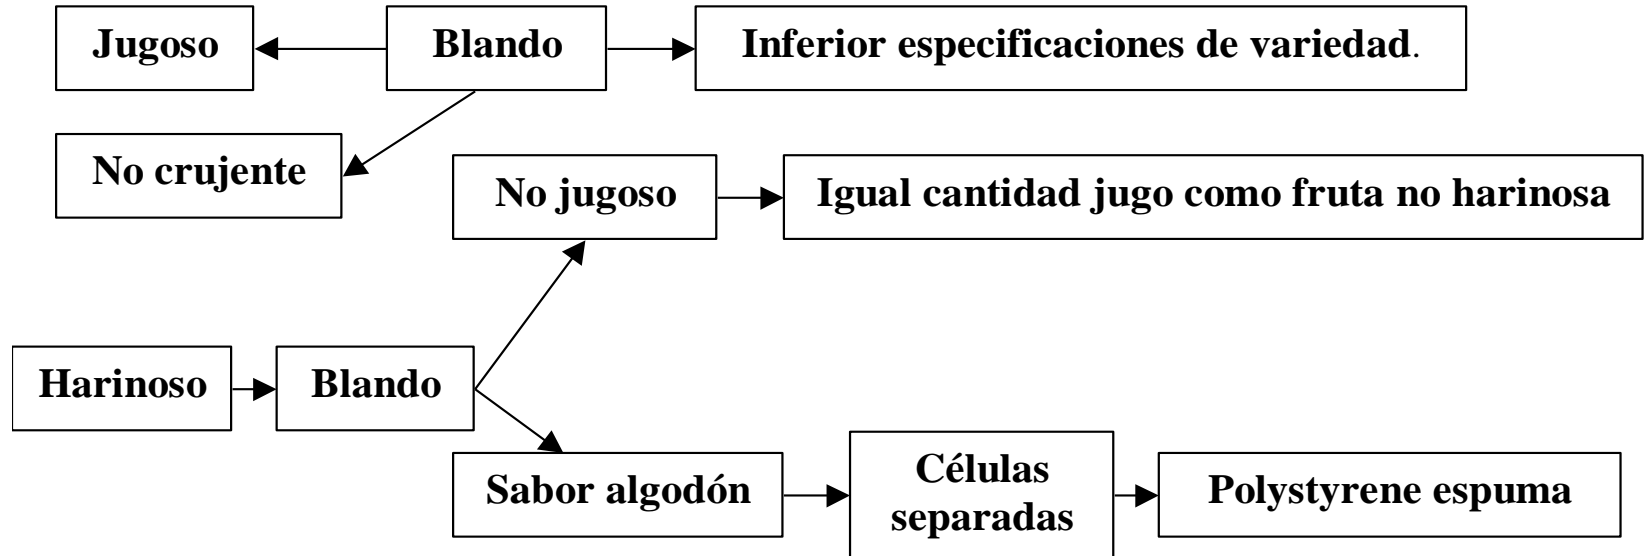 Jugoso
Blando
Inferior especificaciones de variedad.
No crujente
No jugoso
Igual cantidad jugo como fruta no harinosa
Harinoso
Blando
Sabor algodón
Células
separadas
Polystyrene espuma